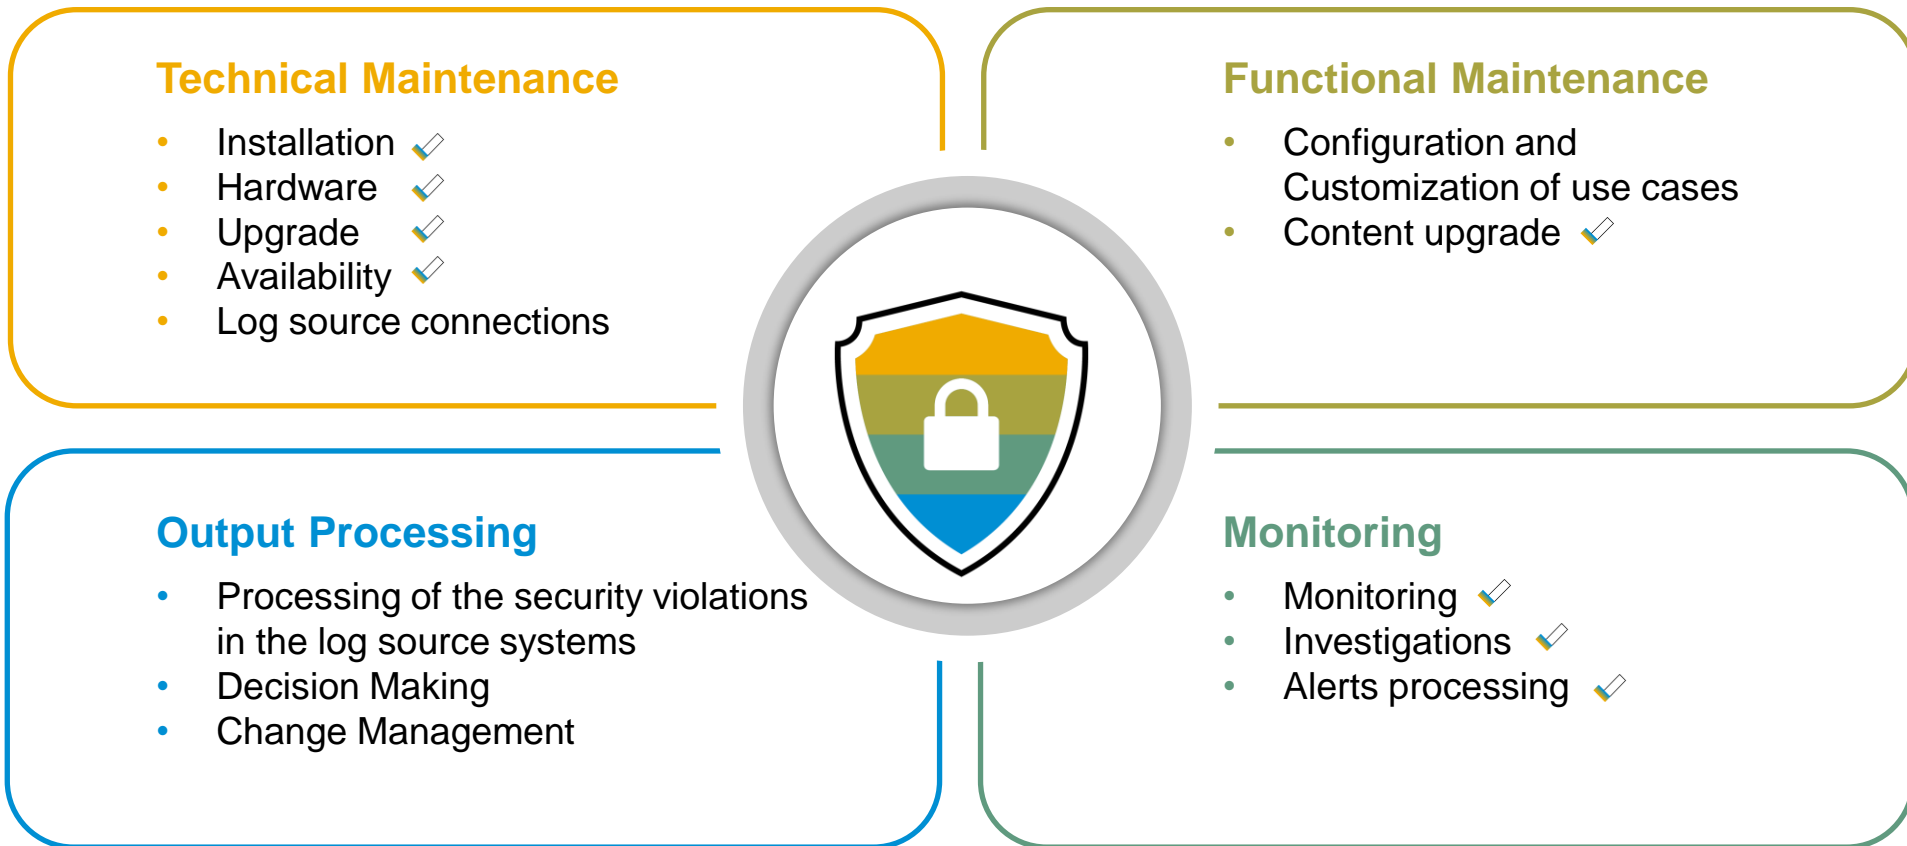 Technical Maintenance
• Installation
• Hardware
• Upgrade
• Availability
• Log source connections
Functional Maintenance
• Configuration and
Customization of use cases
• Content upgrade
Output Processing
• Processing of the security violations
in the log source systems
• Decision Making
• Change Management
Monitoring
• Monitoring
• Investigations
• Alerts processing